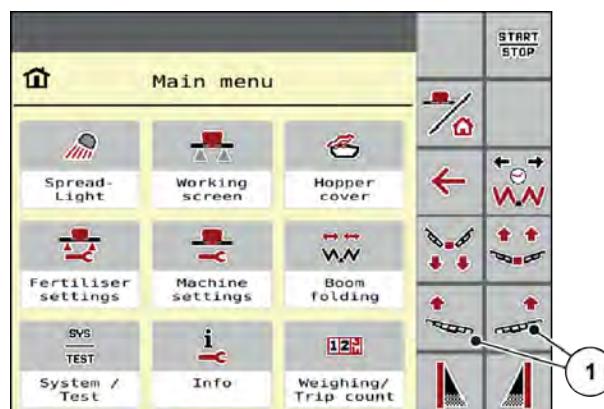 START
STOP
Main menu
Spread-
Light
Working
screen
Hopper
cover
Fertiliser
settings
Machine
settings
Boom
folding
SYS
TEST
System /
Test
i
Info
123
Weighing/
Trip count
1